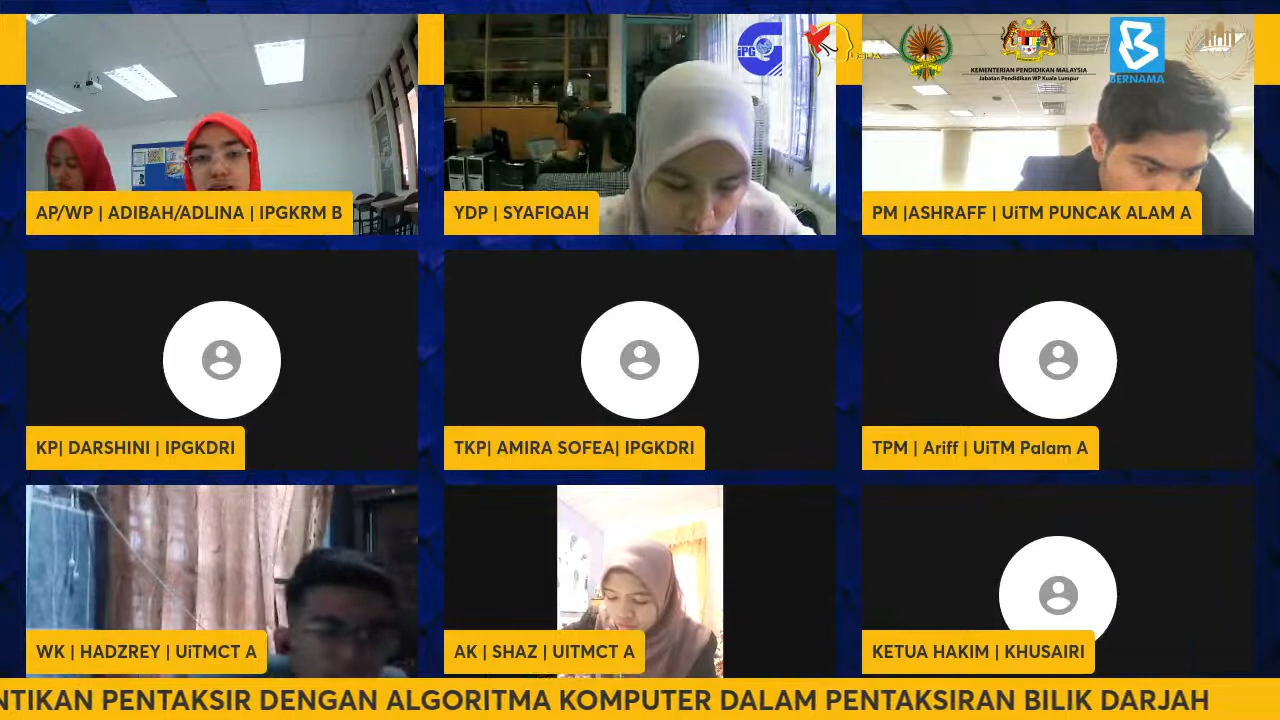 iPG
KEMENTERIAN PENDIDIKAN MALAYSIA
Jabatan Pendidikan WP Kuala Lumpur
BERNAMA
AP/WP | ADIBAH/ADLINA | IPGKRM B
YDP | SYAFIQAH
PM |ASHRAFF | UiTM PUNCAK ALAM A
KP| DARSHINI | IPGKDRI
TKP| AMIRA SOFEA| IPGKDRI
TPM | Ariff | UiTM Palam A
WK | HADZREY | UiTMCT A
AK | SHAZ | UITMCT A
KETUA HAKIM | KHUSAIRI
NTIKAN PENTAKSIR DENGAN ALGORITMA KOMPUTER DALAM PENTAKSIRAN BILIK DARJAH